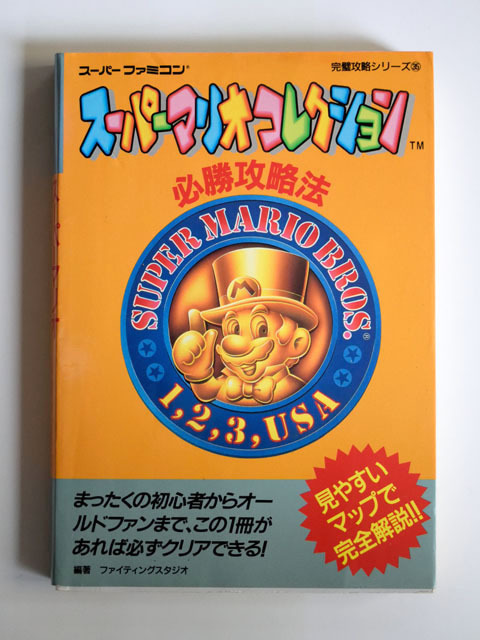 スーパー ファミコン®
完璧攻略シリーズ㉟
スーパーマリオコレクション
TM
必勝攻略法
SUPER MARIO BROS.®
M
1,2,3,USA
見やすい
マップで
完全解説!!
まったくの初心者からオー
ルドファンまで、この1冊が
あれば必ずクリアできる!
編著 ファイティングスタジオ